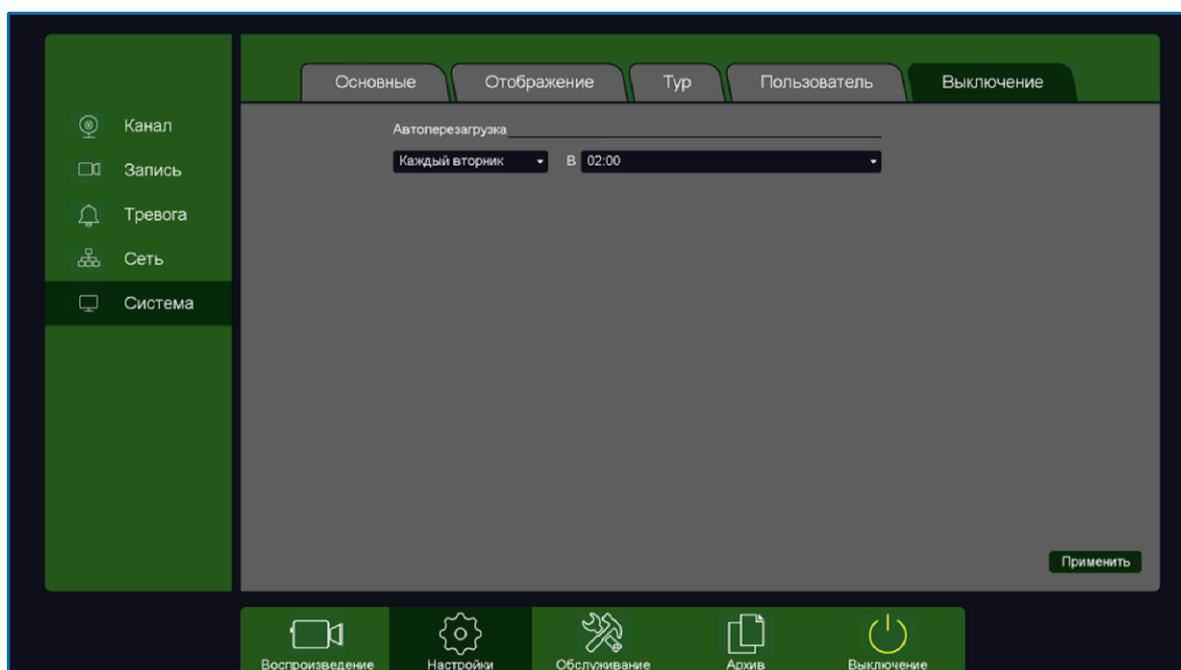 Основные Отображение Тур Пользователь Выключение
Канал
Запись
Тревога
Сеть
Система
Автоперезагрузка
Каждый вторник В 02:00
Применить
Воспроизведение Настройки Обслуживание Архив Выключение